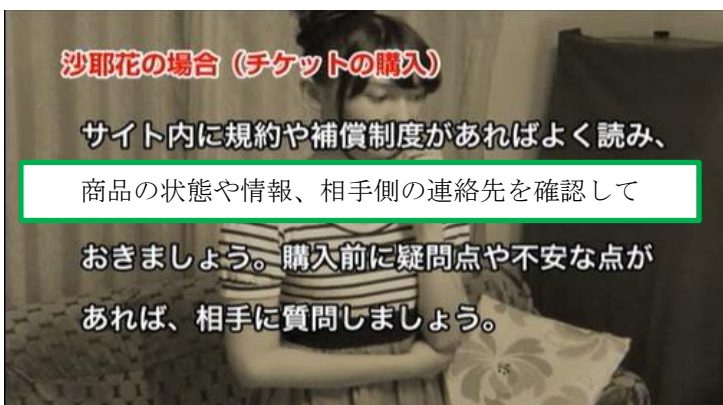 沙耶花の場合（チケットの購入）
サイト内に規約や補償制度があればよく読み、
商品の状態や情報、相手側の連絡先を確認して
おきましょう。購入前に疑問点や不安な点が
あれば、相手に質問しましょう。